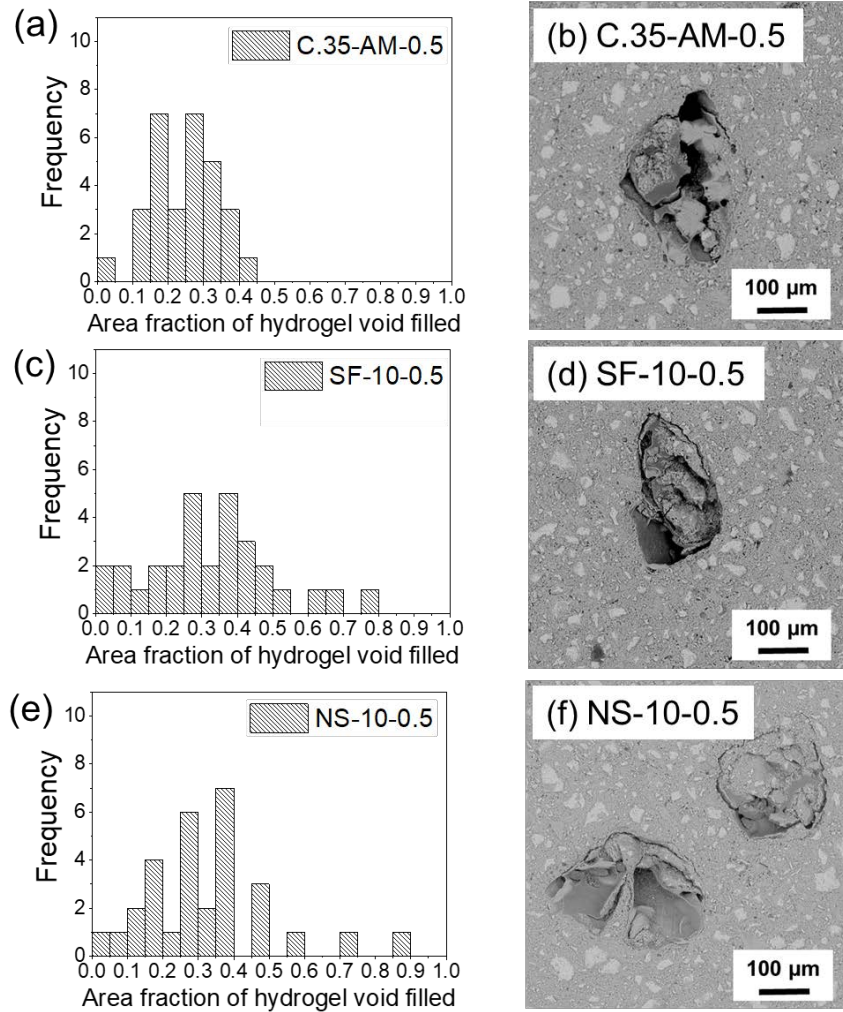 (a)
C.35-AM-0.5
Frequency
10
8
6
4
2
0
0.0 0.1 0.2 0.3 0.4 0.5 0.6 0.7 0.8 0.9 1.0
Area fraction of hydrogel void filled
(b) C.35-AM-0.5
100 µm
(c)
SF-10-0.5
Frequency
10
8
6
4
2
0
0.0 0.1 0.2 0.3 0.4 0.5 0.6 0.7 0.8 0.9 1.0
Area fraction of hydrogel void filled
(d) SF-10-0.5
100 µm
(e)
NS-10-0.5
Frequency
10
8
6
4
2
0
0.0 0.1 0.2 0.3 0.4 0.5 0.6 0.7 0.8 0.9 1.0
Area fraction of hydrogel void filled
(f) NS-10-0.5
100 µm